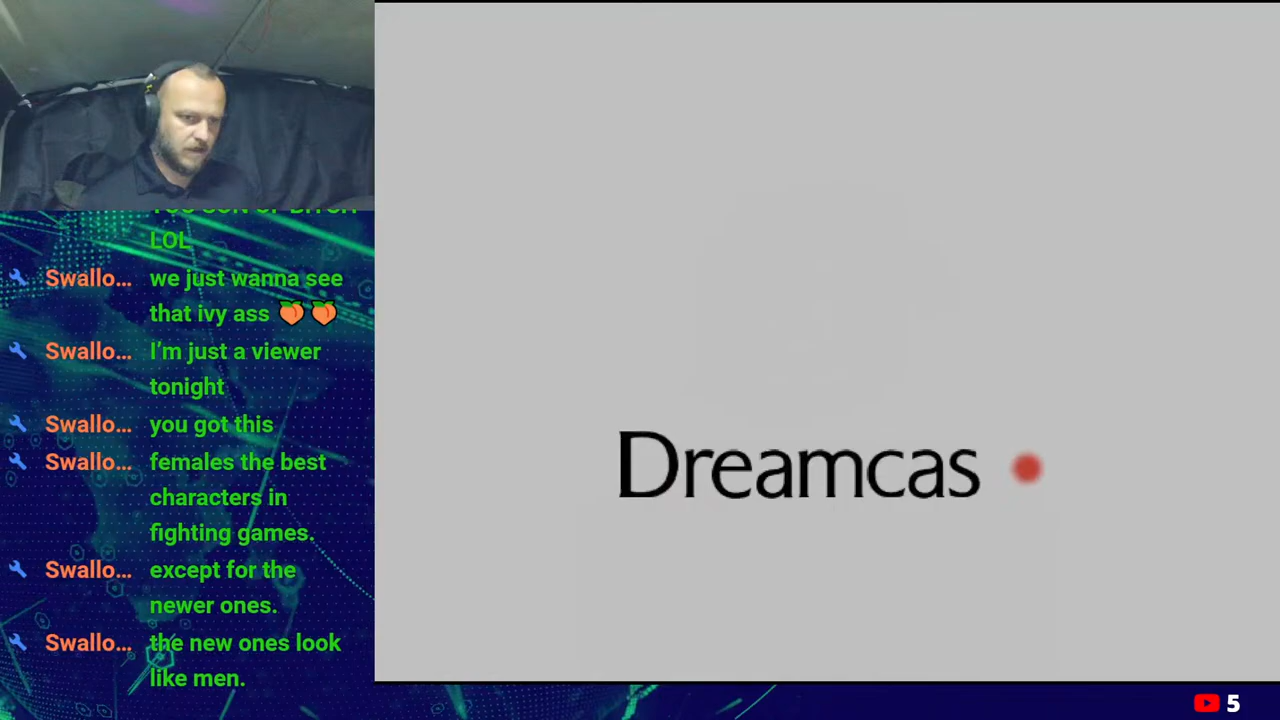 LOL
Swallo... we just wanna see
that ivy ass 🍑 🍑
Swallo... I'm just a viewer
tonight
Swallo... you got this
Swallo... females the best
characters in
fighting games.
Swallo... except for the
newer ones.
Swallo... the new ones look
like men.
Dreamcas
5